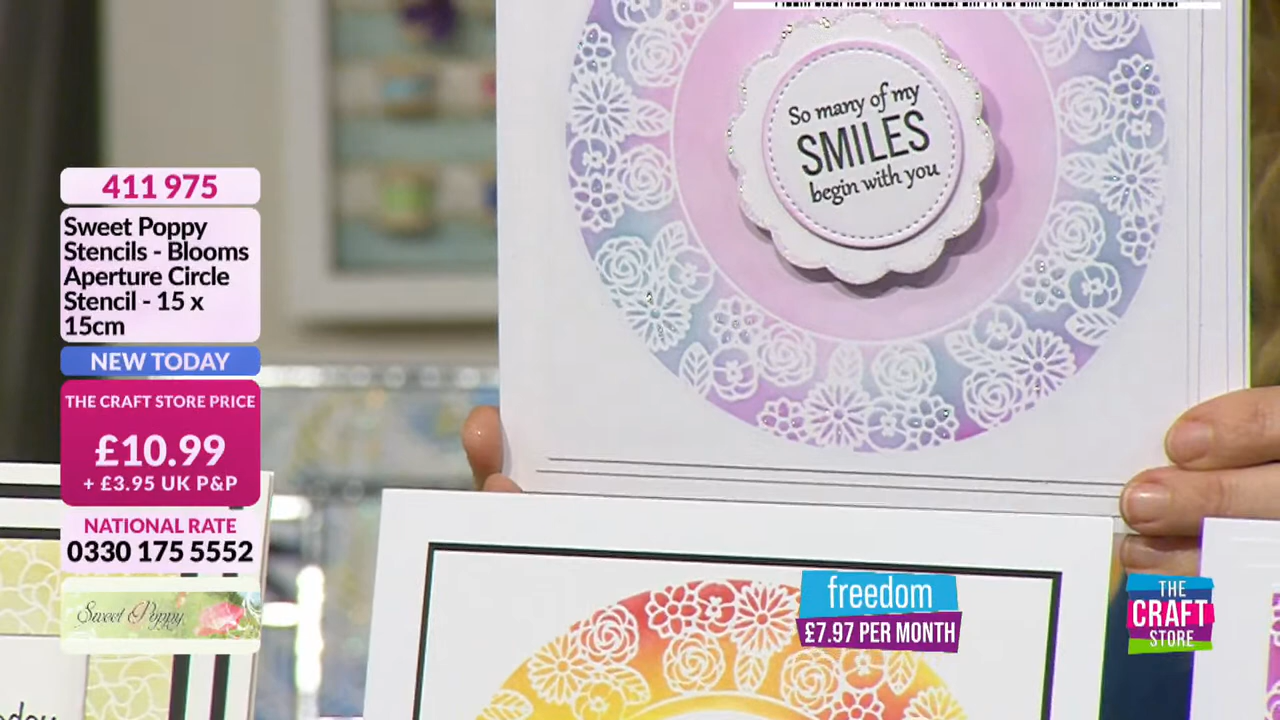 411 975
Sweet Poppy
Stencils - Blooms
Aperture Circle
Stencil - 15 x
15cm
NEW TODAY
THE CRAFT STORE PRICE
£10.99
+ £3.95 UK P&P
NATIONAL RATE
0330 175 5552
Sweet Poppy
So many of my
SMILES
begin with you
freedom
£7.97 PER MONTH
THE
CRAFT
STORE